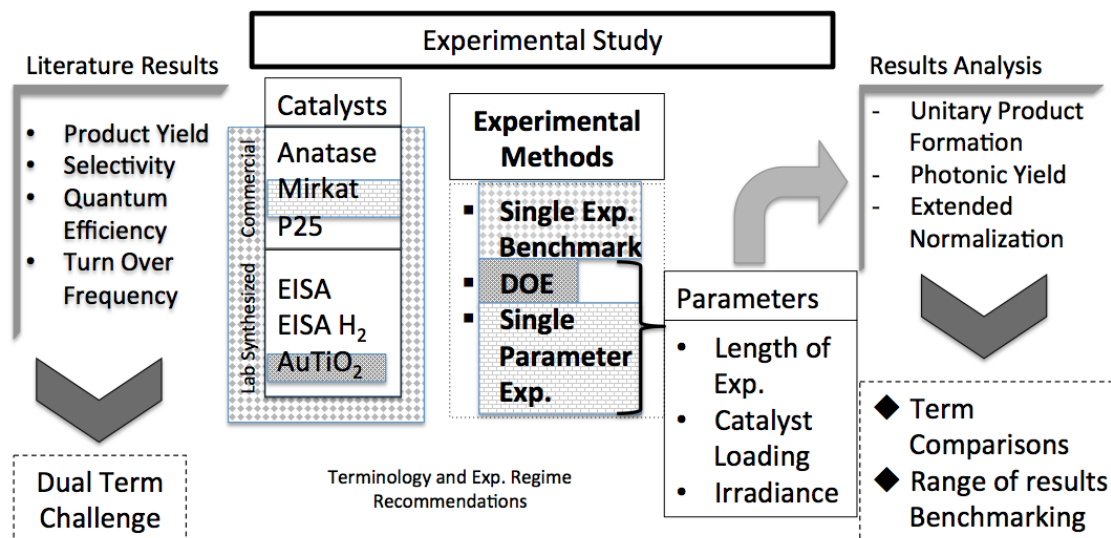 Experimental Study
Literature Results
• Product Yield
• Selectivity
• Quantum
Efficiency
• Turn Over
Frequency
Dual Term
Challenge
Catalysts
Commercial
Anatase
Mirkat
P25
Lab Synthesized
EISA
EISA H₂
AuTiO₂
Experimental
Methods
▪ Single Exp.
Benchmark
▪ DOE
▪ Single
Parameter
Exp.
Terminology and Exp. Regime
Recommendations
Parameters
• Length of
Exp.
• Catalyst
Loading
• Irradiance
Results Analysis
- Unitary Product
Formation
- Photonic Yield
- Extended
Normalization
◆ Term
Comparisons
◆ Range of results
Benchmarking